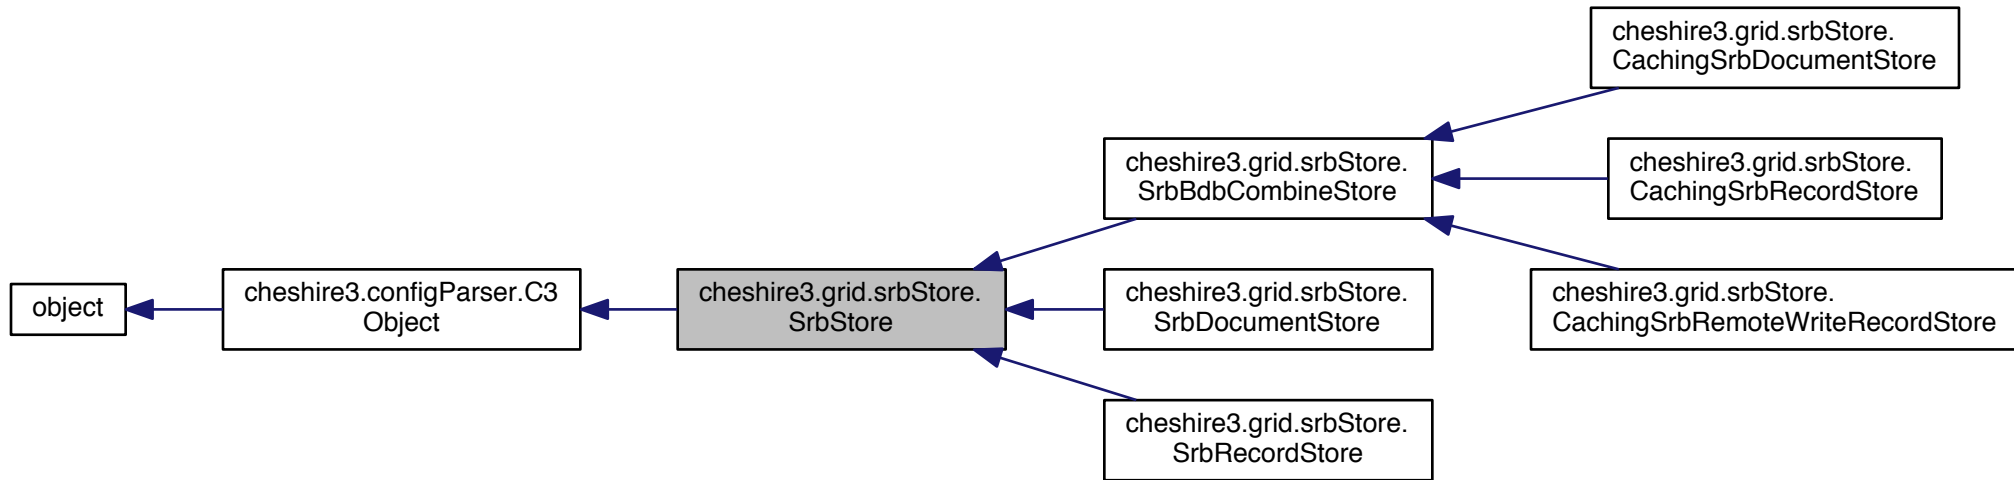 object
cheshire3.configParser.C3
Object
cheshire3.grid.srbStore.
SrbStore
cheshire3.grid.srbStore.
SrbBdbCombineStore
cheshire3.grid.srbStore.
SrbDocumentStore
cheshire3.grid.srbStore.
SrbRecordStore
cheshire3.grid.srbStore.
CachingSrbDocumentStore
cheshire3.grid.srbStore.
CachingSrbRecordStore
cheshire3.grid.srbStore.
CachingSrbRemoteWriteRecordStore